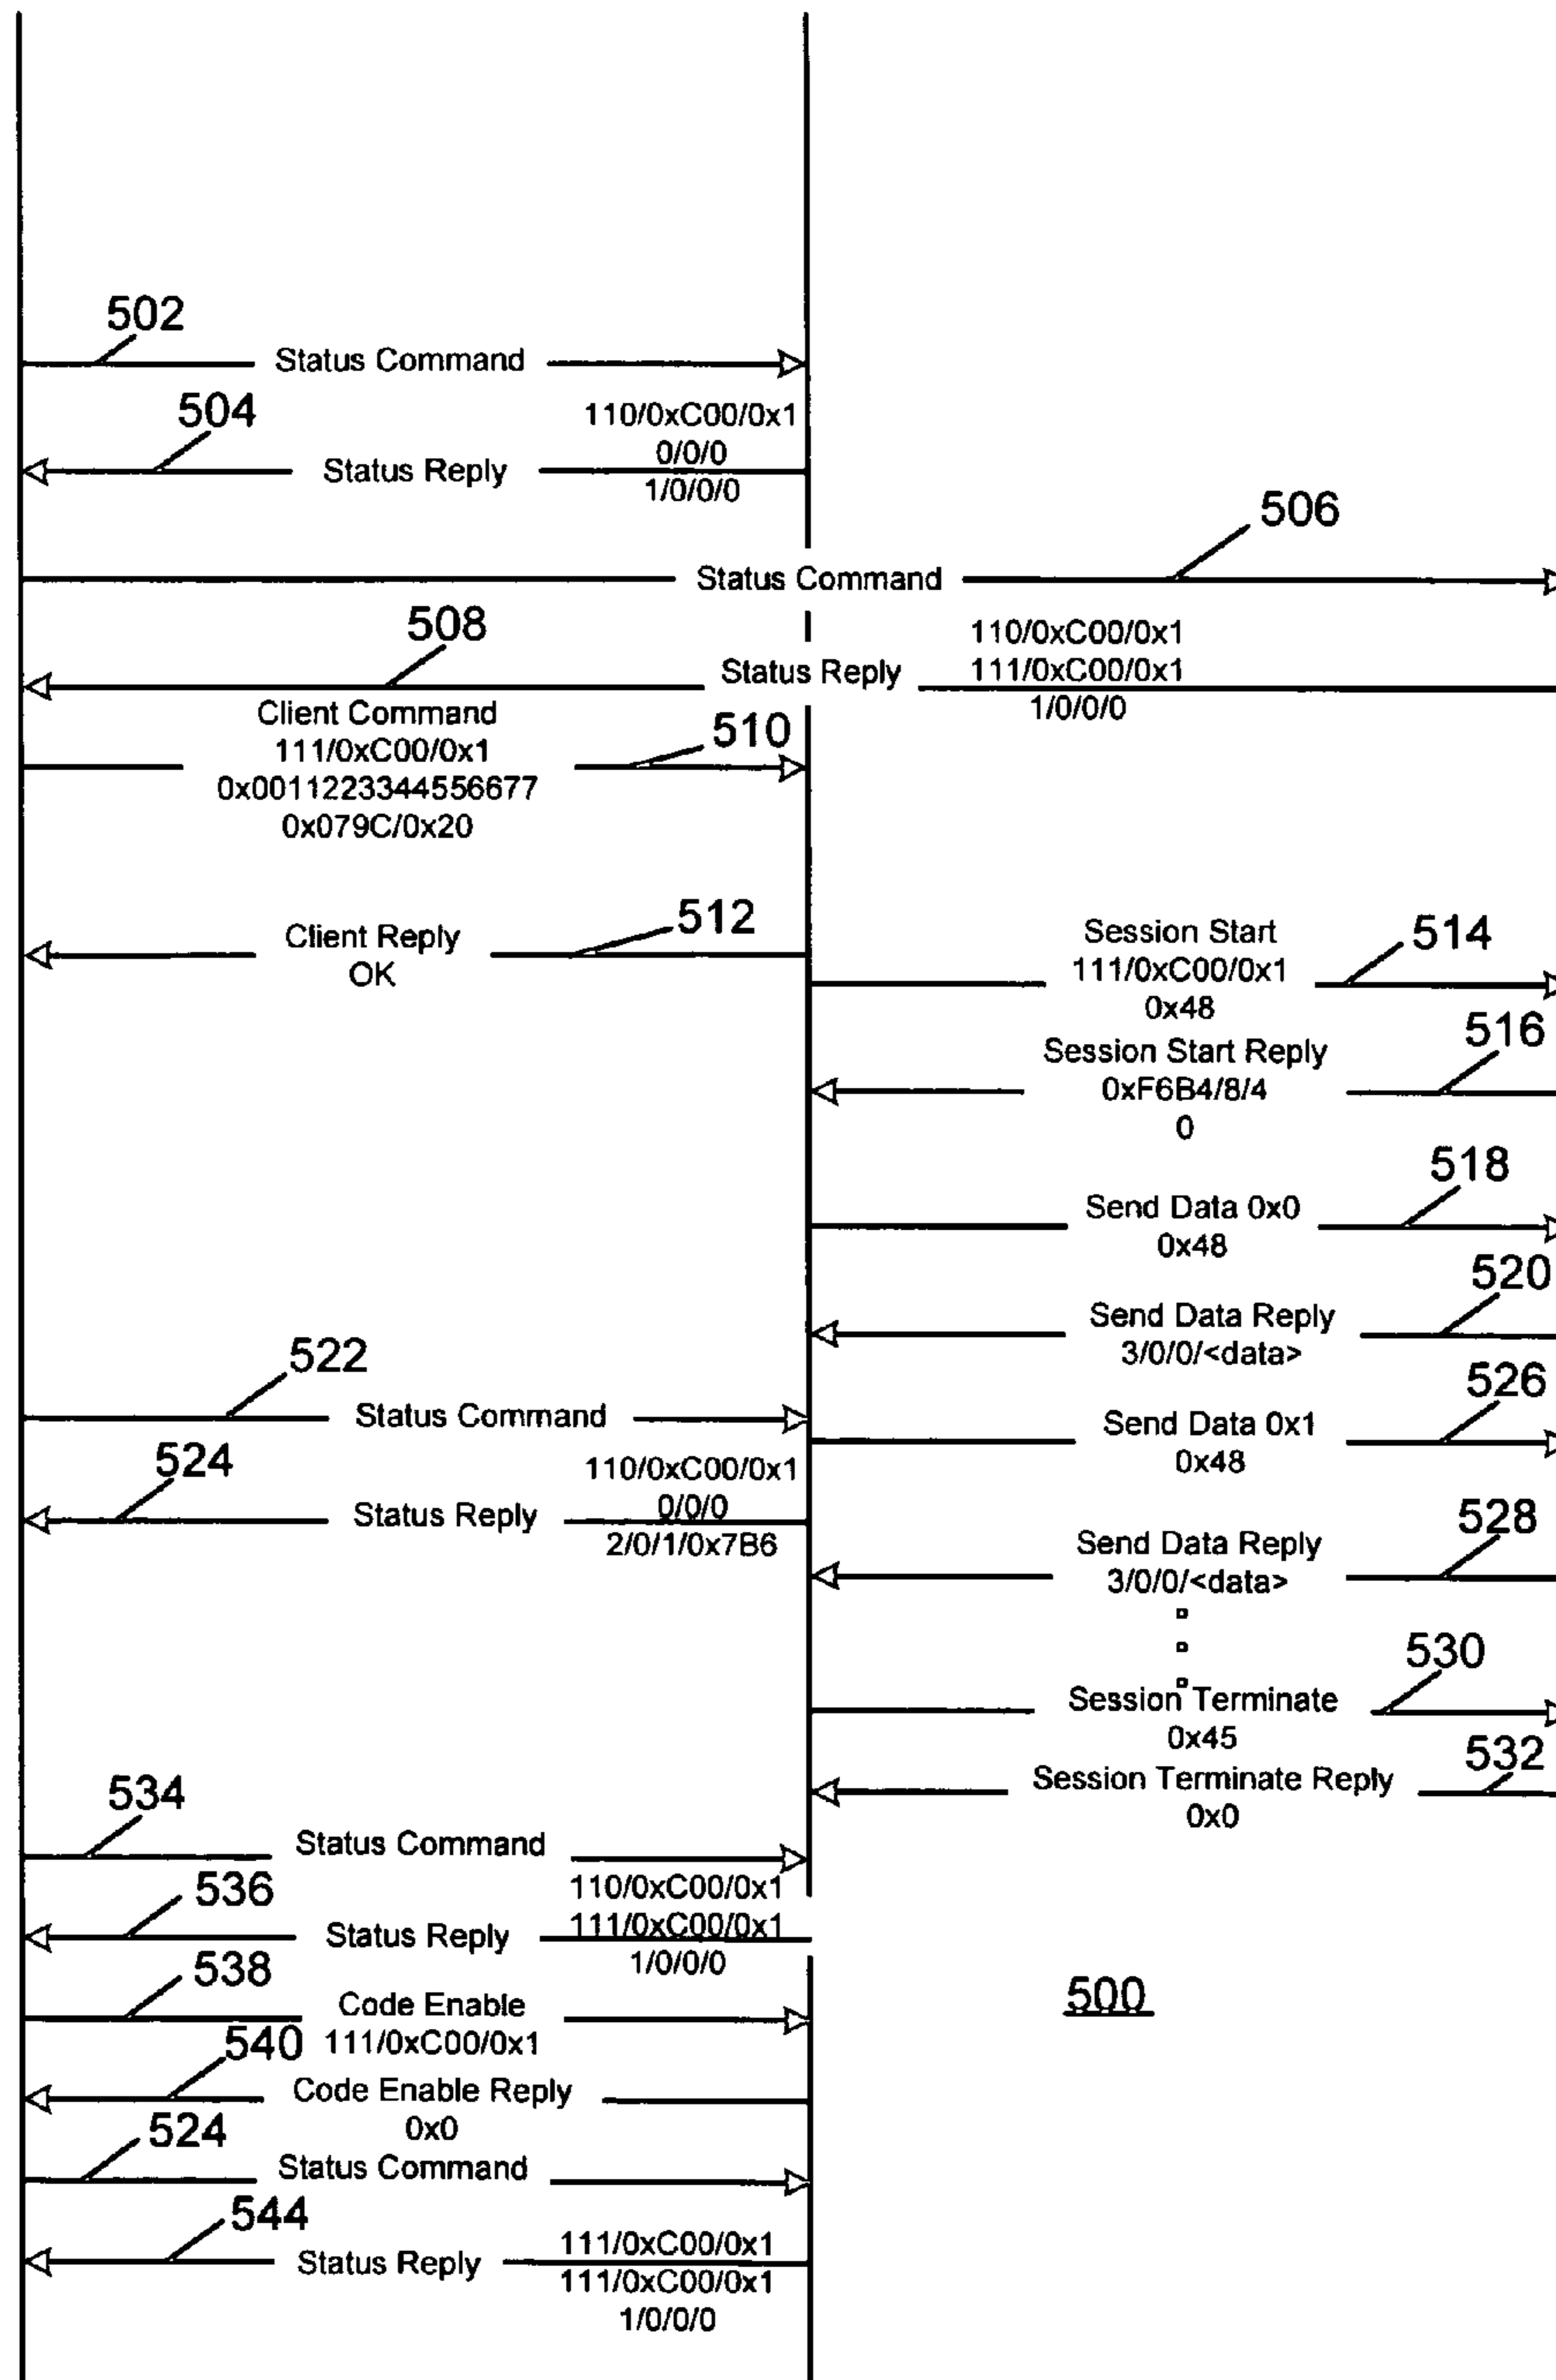 502
Status Command
504
110/0xC00/0x1
0/0/0
Status Reply
1/0/0/0
506
Status Command
508
110/0xC00/0x1
Status Reply
111/0xC00/0x1
1/0/0/0
Client Command
510
111/0xC00/0x1
0x0011223344556677
0x079C/0x20
512
Client Reply
OK
Session Start
514
111/0xC00/0x1
0x48
516
Session Start Reply
0xF6B4/8/4
0
518
Send Data 0x0
0x48
520
Send Data Reply
3/0/0/<data>
522
Status Command
526
Send Data 0x1
0x48
524
110/0xC00/0x1
0/0/0
Status Reply
2/0/1/0x7B6
528
Send Data Reply
3/0/0/<data>
530
Session Terminate
0x45
532
Session Terminate Reply
0x0
534
Status Command
536
110/0xC00/0x1
Status Reply
111/0xC00/0x1
1/0/0/0
538
Code Enable
111/0xC00/0x1
500
540
Code Enable Reply
0x0
524
Status Command
544
111/0xC00/0x1
Status Reply
111/0xC00/0x1
1/0/0/0